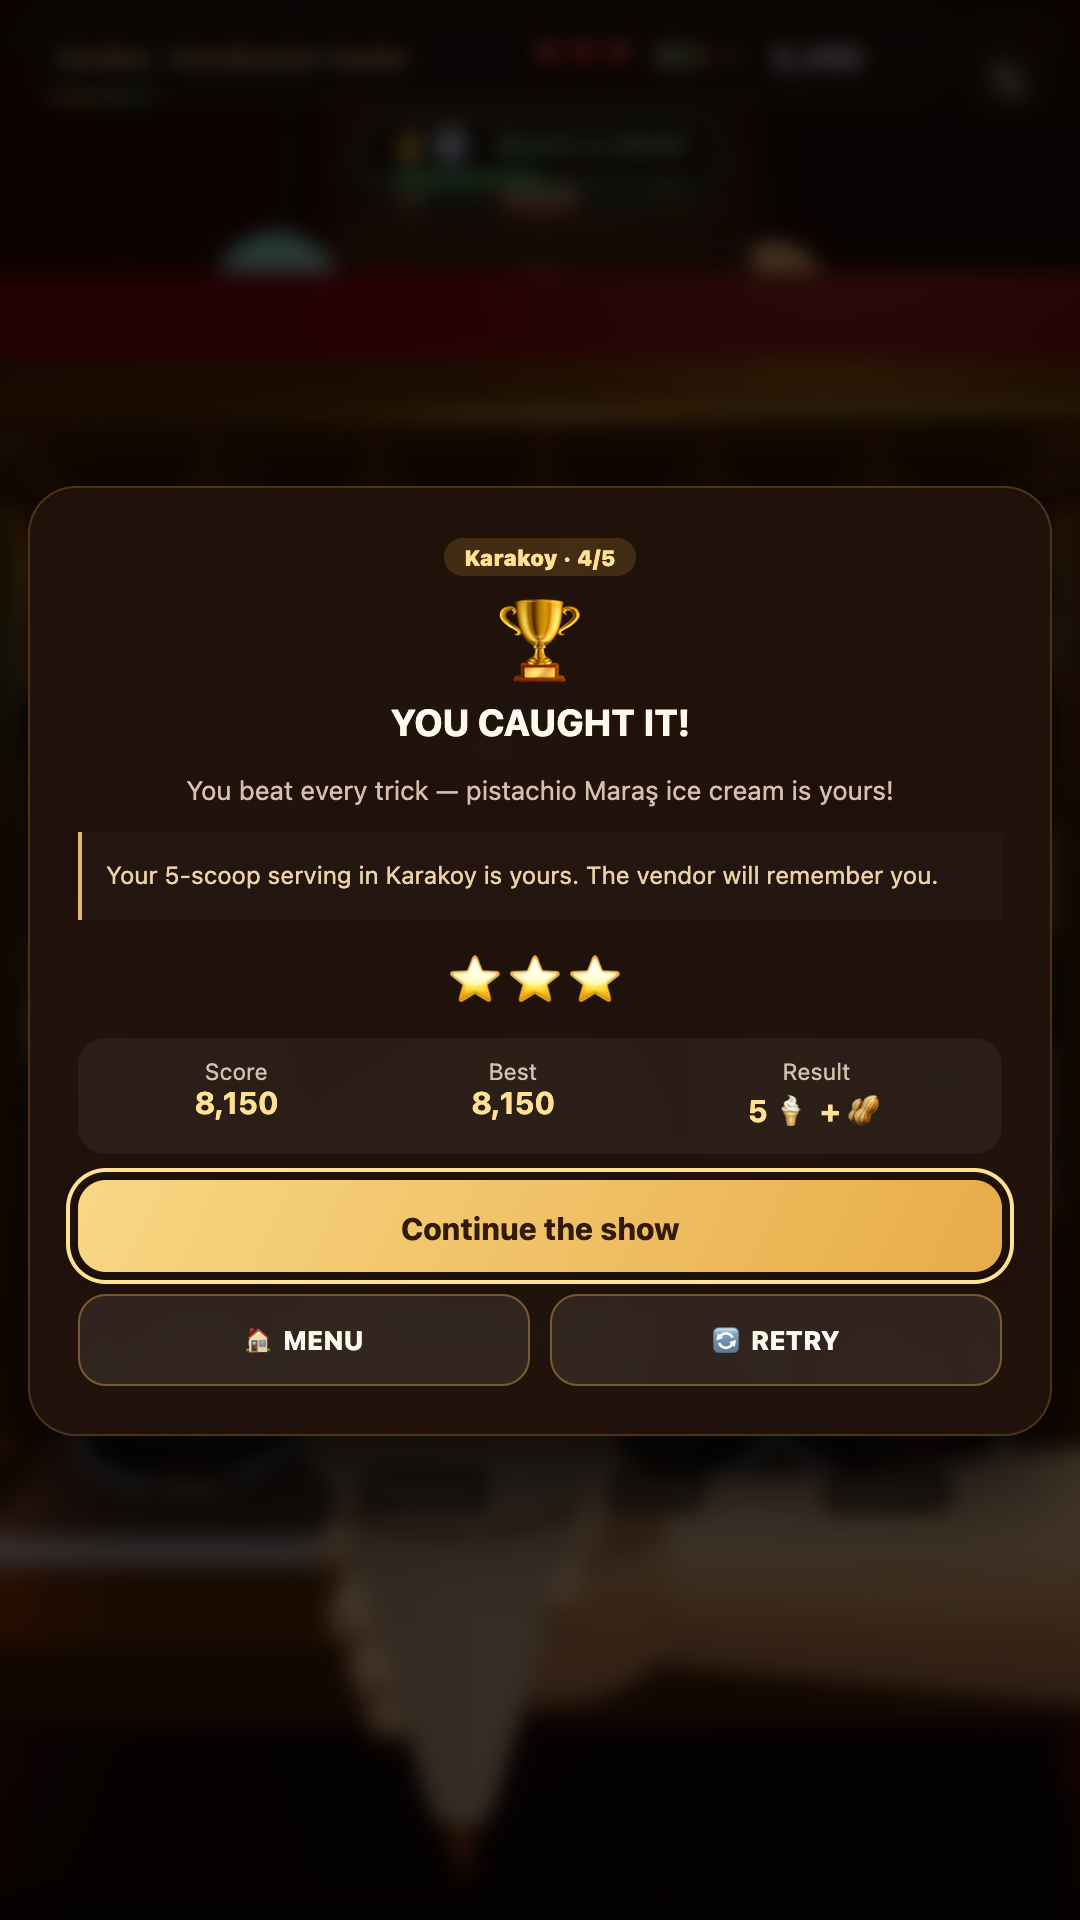 Karakoy · 4/5
YOU CAUGHT IT!
You beat every trick — pistachio Maraş ice cream is yours!
Your 5-scoop serving in Karakoy is yours. The vendor will remember you.
Score
8,150
Best
8,150
Result
5 🍦 + 🥜
Continue the show
🏠 MENU
🔄 RETRY